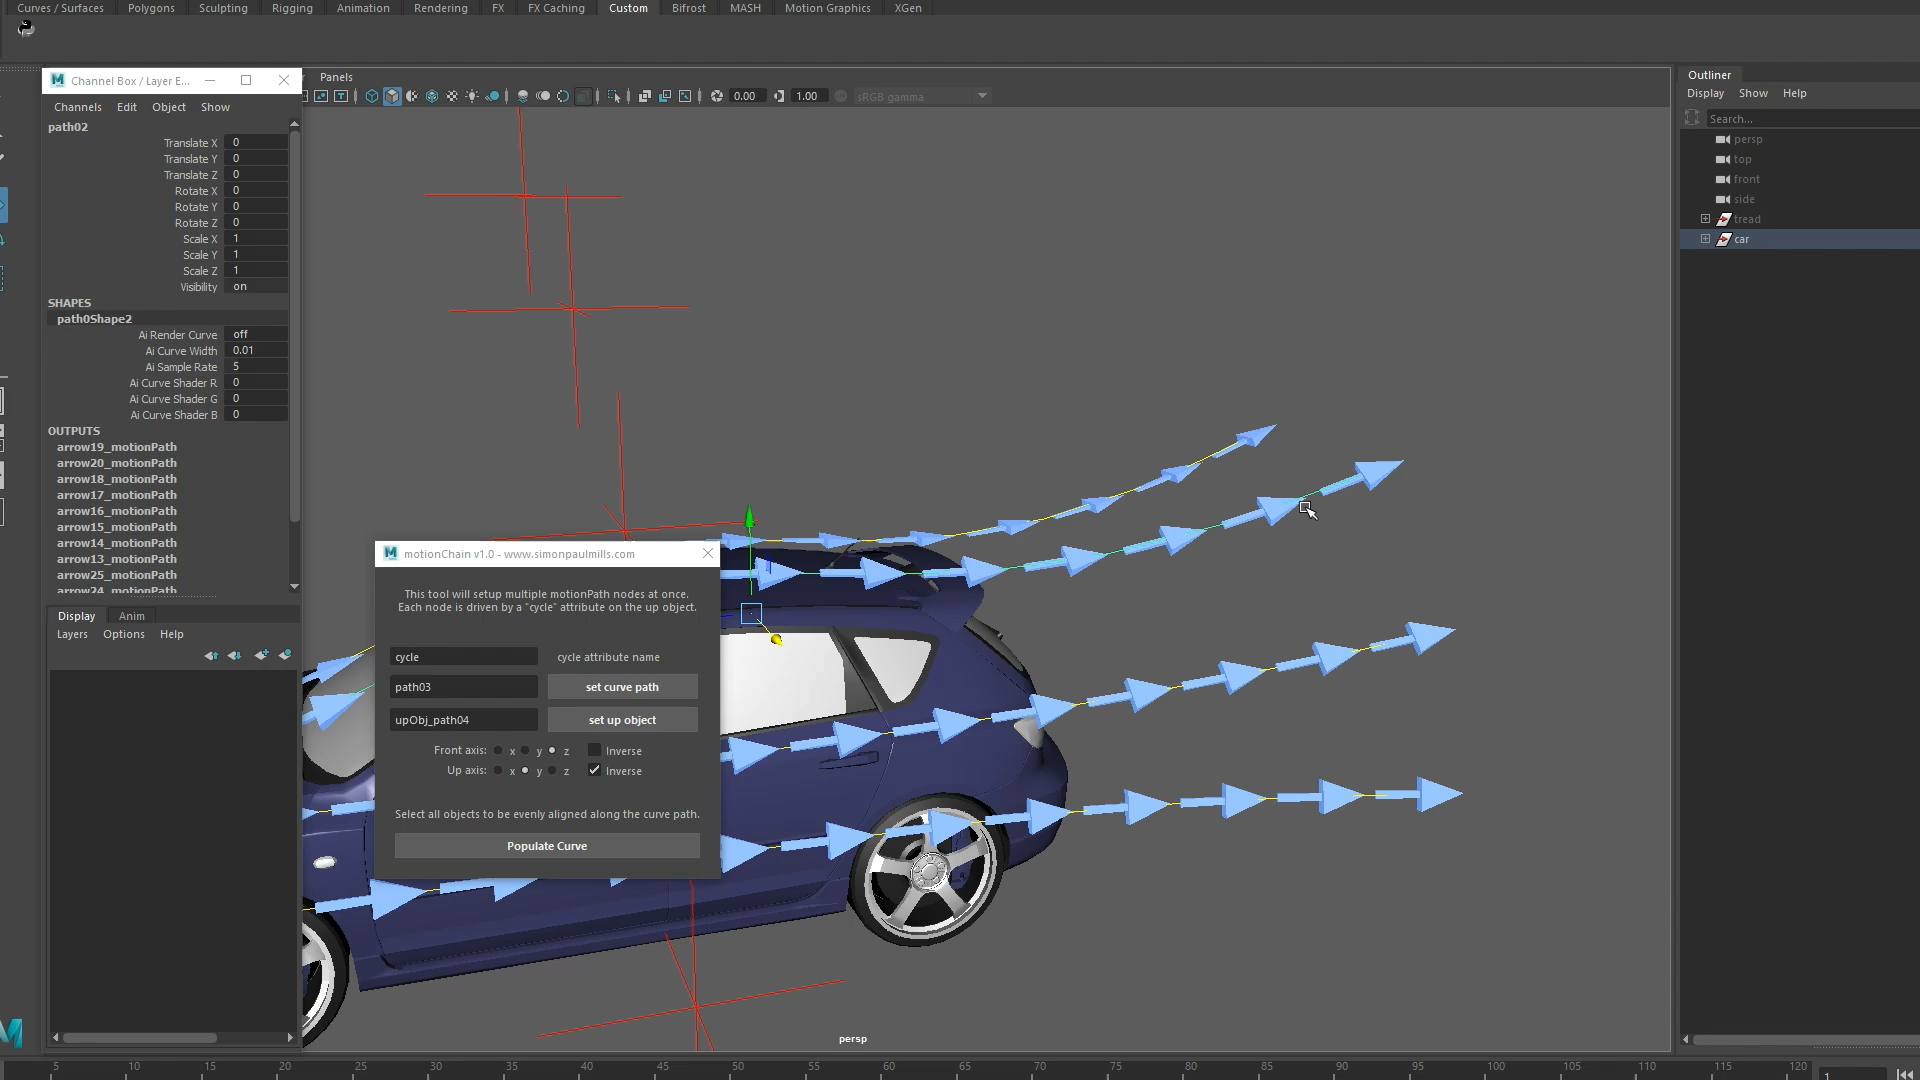 Curves / Surfaces Polygons Sculpting Rigging Animation Rendering FX FX Caching Custom Bifrost MASH Motion Graphics XGen
Channel Box / Layer E...
Channels Edit Object Show
path02
Translate X 0
Translate Y 0
Translate Z 0
Rotate X 0
Rotate Y 0
Rotate Z 0
Scale X 1
Scale Y 1
Scale Z 1
Visibility on
SHAPES
path0Shape2
Ai Render Curve off
Ai Curve Width 0.01
Ai Sample Rate 5
Ai Curve Shader R 0
Ai Curve Shader G 0
Ai Curve Shader B 0
OUTPUTS
arrow19_motionPath
arrow20_motionPath
arrow18_motionPath
arrow17_motionPath
arrow16_motionPath
arrow15_motionPath
arrow14_motionPath
arrow13_motionPath
arrow25_motionPath
arrow24_motionPath
Display Anim
Layers Options Help
Panels
0.00 1.00 sRGB gamma
motionChain v1.0 - www.simonpaulmills.com
This tool will setup multiple motionPath nodes at once.
Each node is driven by a "cycle" attribute on the up object.
cycle cycle attribute name
path03 set curve path
upObj_path04 set up object
Front axis: x y z Inverse
Up axis: x y z Inverse
Select all objects to be evenly aligned along the curve path.
Populate Curve
persp
Outliner
Display Show Help
Search...
persp
top
front
side
tread
car
5 10 15 20 25 30 35 40 45 50 55 60 65 70 75 80 85 90 95 100 105 110 115 120 1